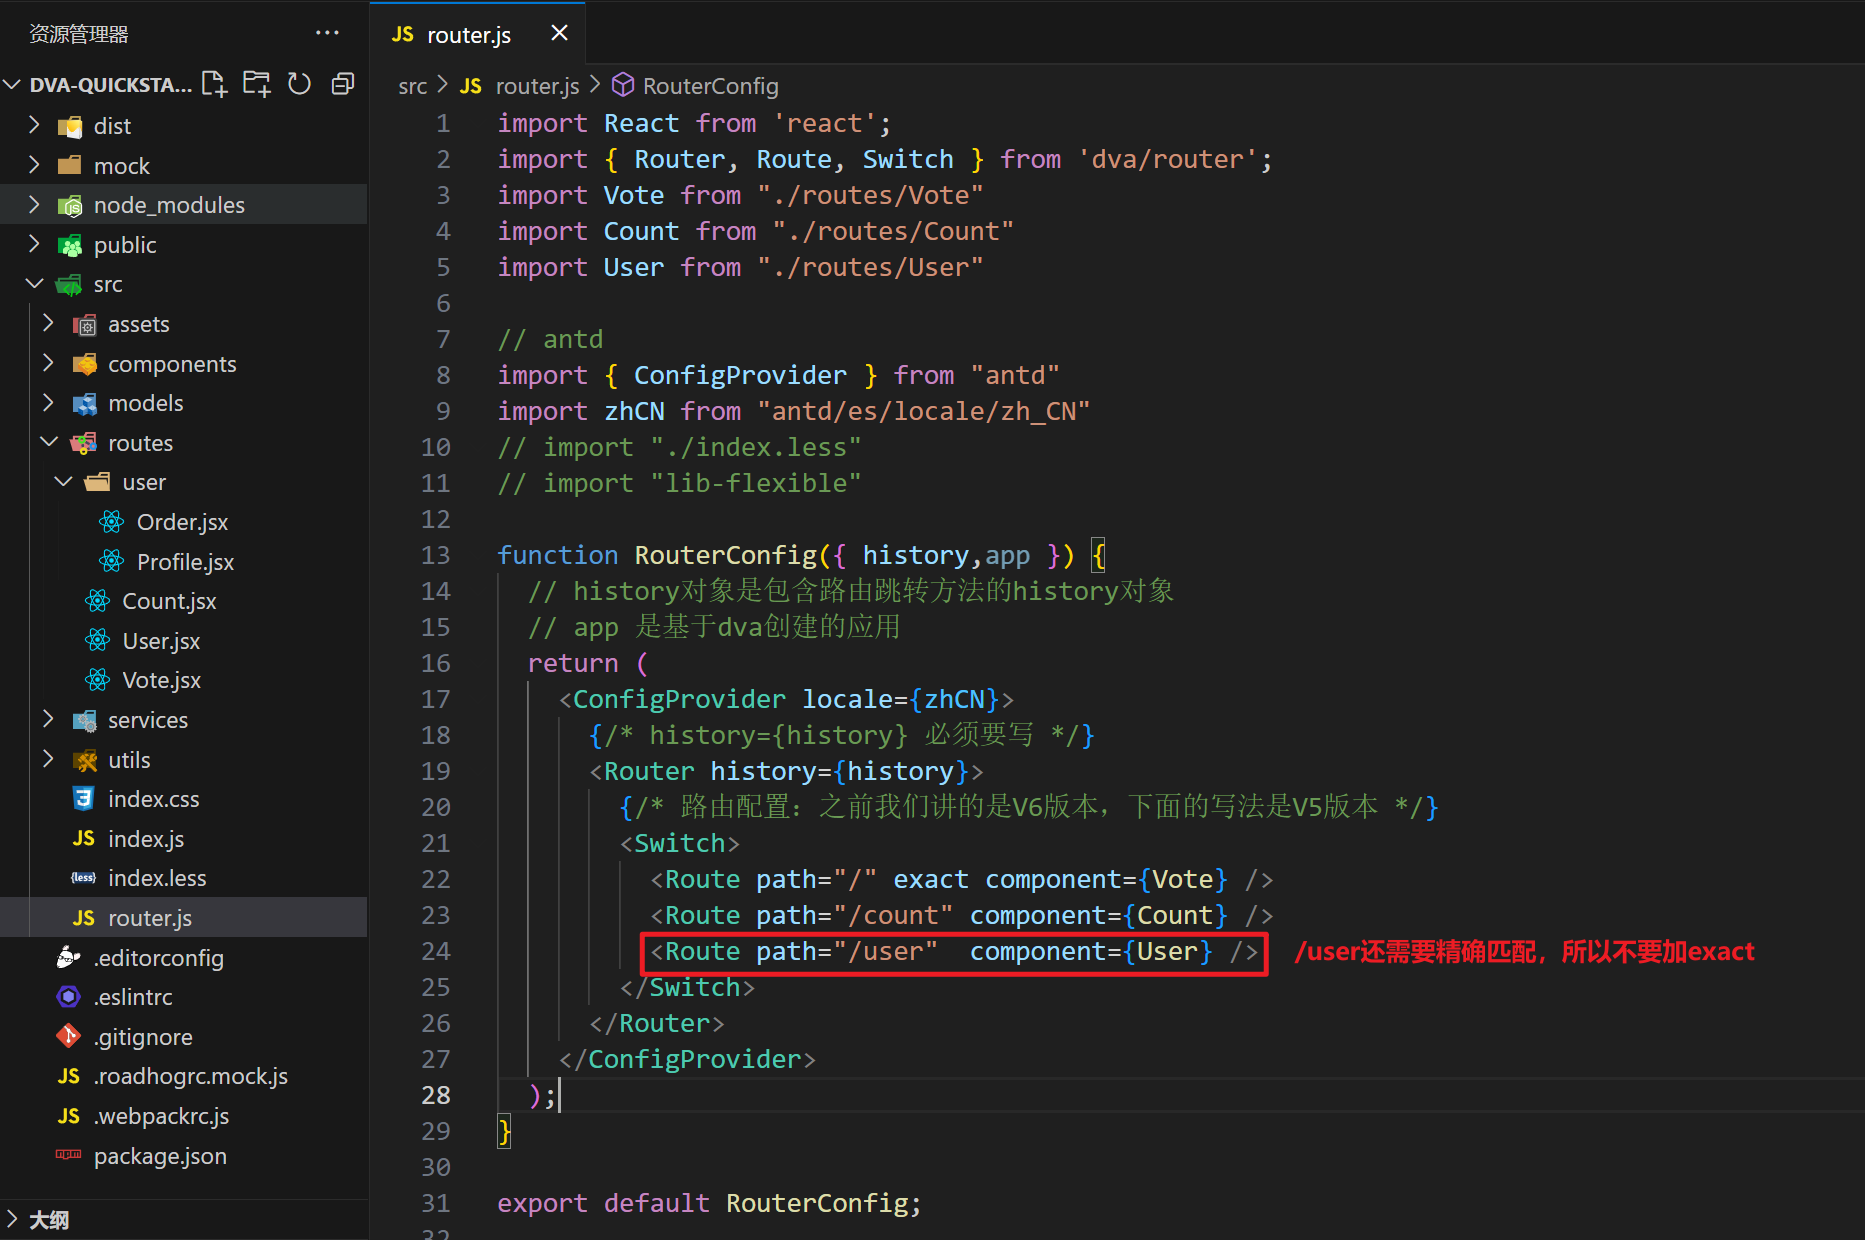 资源管理器
DVA-QUICKSTA...
dist
mock
node_modules
public
src
assets
components
models
routes
user
Order.jsx
Profile.jsx
Count.jsx
User.jsx
Vote.jsx
services
utils
index.css
JS index.js
{less} index.less
JS router.js
.editorconfig
.eslintrc
.gitignore
JS .roadhogrc.mock.js
JS .webpackrc.js
npm package.json
大纲
JS router.js
src > JS router.js > RouterConfig
1 import React from 'react';
2 import { Router, Route, Switch } from 'dva/router';
3 import Vote from "./routes/Vote"
4 import Count from "./routes/Count"
5 import User from "./routes/User"
6
7 // antd
8 import { ConfigProvider } from "antd"
9 import zhCN from "antd/es/locale/zh_CN"
10 // import "./index.less"
11 // import "lib-flexible"
12
13 function RouterConfig({ history,app }) {
14 // history对象是包含路由跳转方法的history对象
15 // app 是基于dva创建的应用
16 return (
17 <ConfigProvider locale={zhCN}>
18 {/* history={history} 必须要写 */}
19 <Router history={history}>
20 {/* 路由配置：之前我们讲的是V6版本，下面的写法是V5版本 */}
21 <Switch>
22 <Route path="/" exact component={Vote} />
23 <Route path="/count" component={Count} />
24 <Route path="/user"  component={User} /> /user还需要精确匹配，所以不要加exact
25 </Switch>
26 </Router>
27 </ConfigProvider>
28 );
29 }
30
31 export default RouterConfig;
32